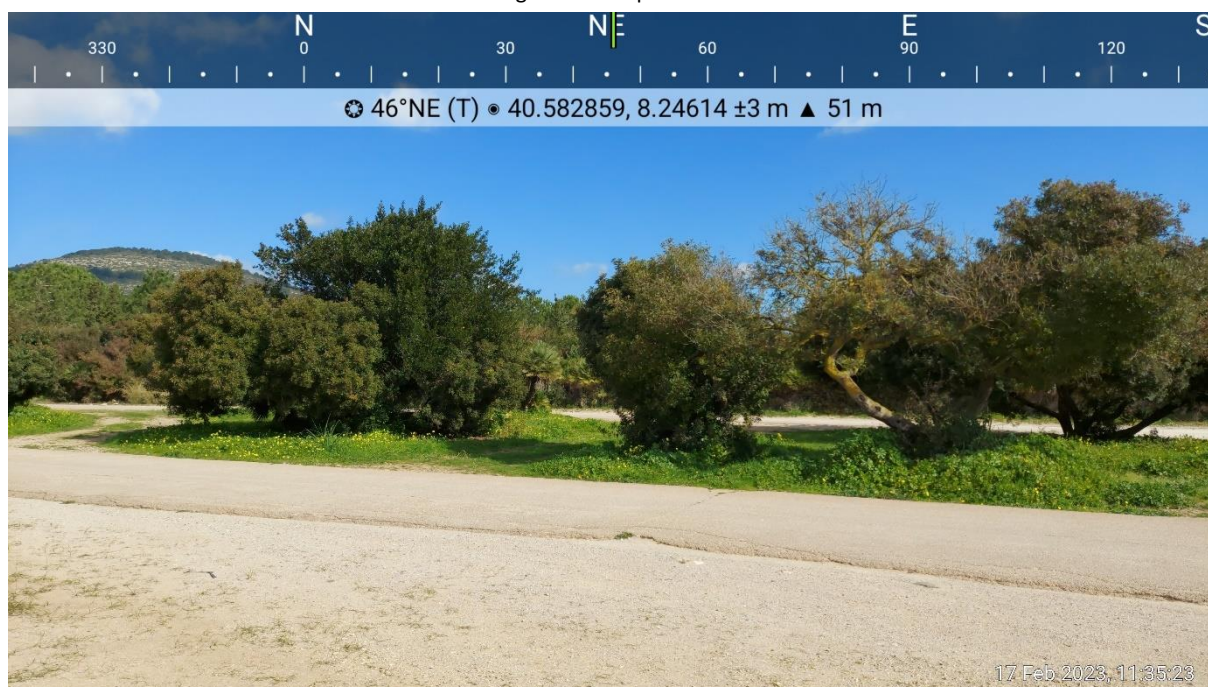 N NE E S
330 0 30 60 90 120
46°NE (T) ◉ 40.582859, 8.24614 ±3 m ▲ 51 m
17 Feb 2023, 11:35:23